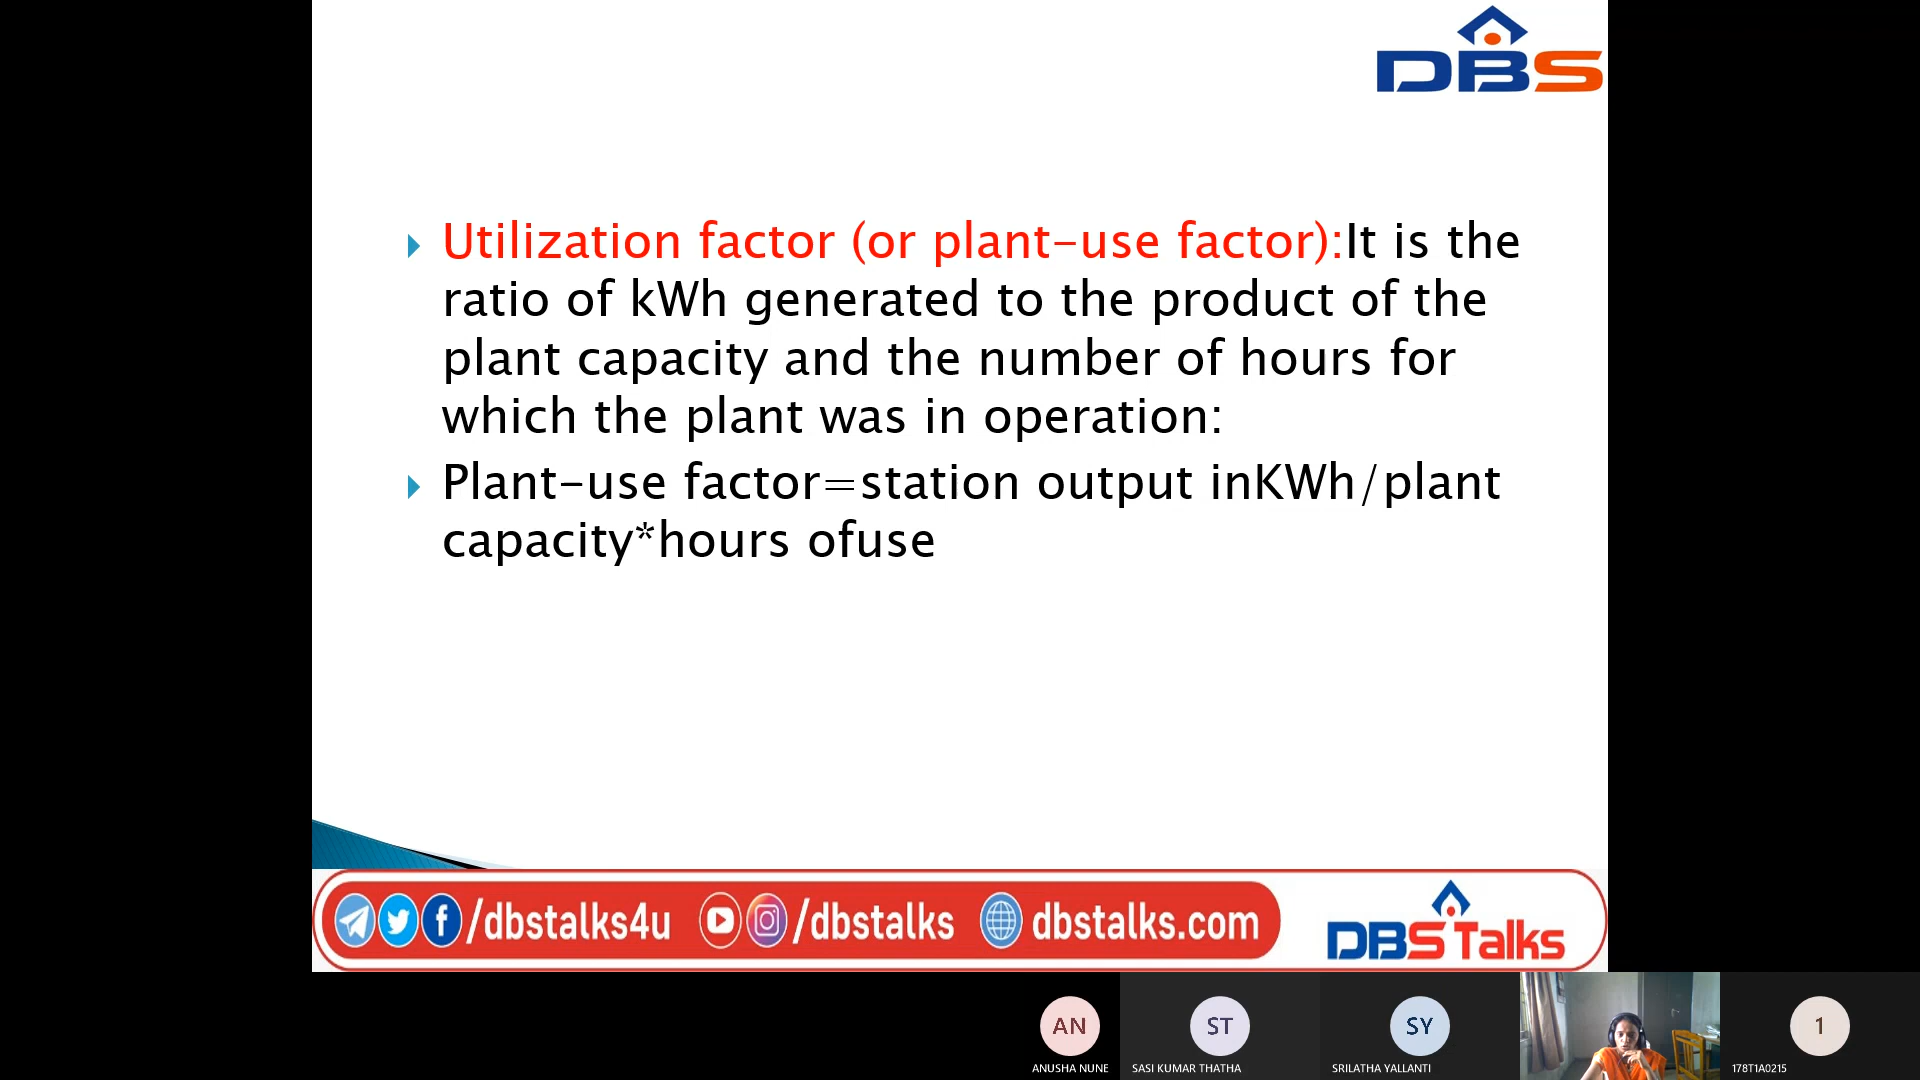 DBS
Utilization factor (or plant-use factor):It is the
ratio of kWh generated to the product of the
plant capacity and the number of hours for
which the plant was in operation:
Plant-use factor=station output inKWh/plant
capacity*hours ofuse
/dbstalks4u /dbstalks dbstalks.com
DBS Talks
AN ST SY 1
ANUSHA NUNE SASI KUMAR THATHA SRILATHA YALLANTI 178T1A0215